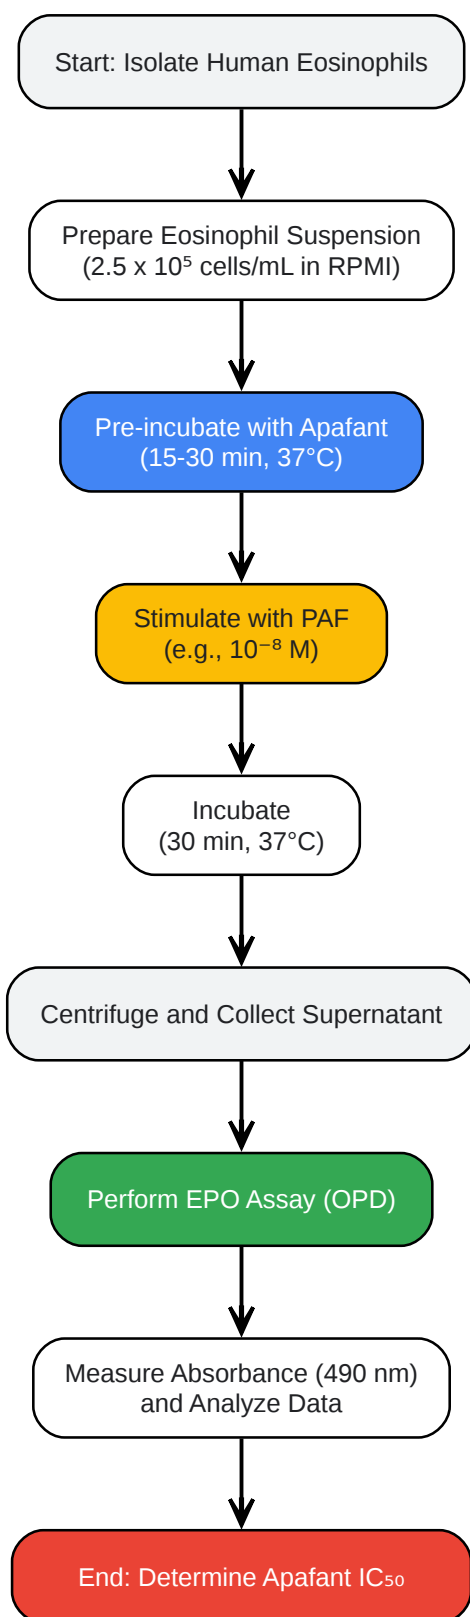 Start: Isolate Human Eosinophils
Prepare Eosinophil Suspension
(2.5 x 10⁵ cells/mL in RPMI)
Pre-incubate with Apafant
(15-30 min, 37°C)
Stimulate with PAF
(e.g., 10⁻⁸ M)
Incubate
(30 min, 37°C)
Centrifuge and Collect Supernatant
Perform EPO Assay (OPD)
Measure Absorbance (490 nm)
and Analyze Data
End: Determine Apafant IC₅₀